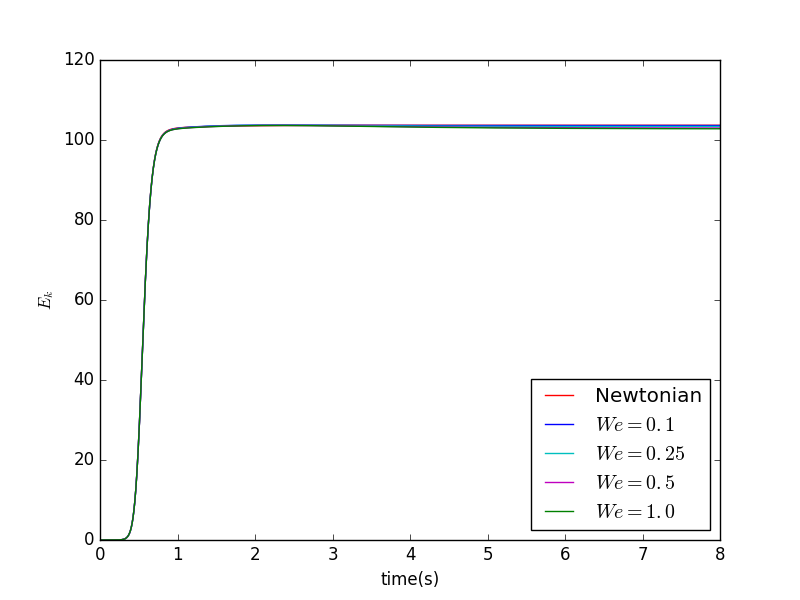 120
100
80
60
40
20
0
E_k
0 1 2 3 4 5 6 7 8
time(s)
Newtonian
We = 0.1
We = 0.25
We = 0.5
We = 1.0